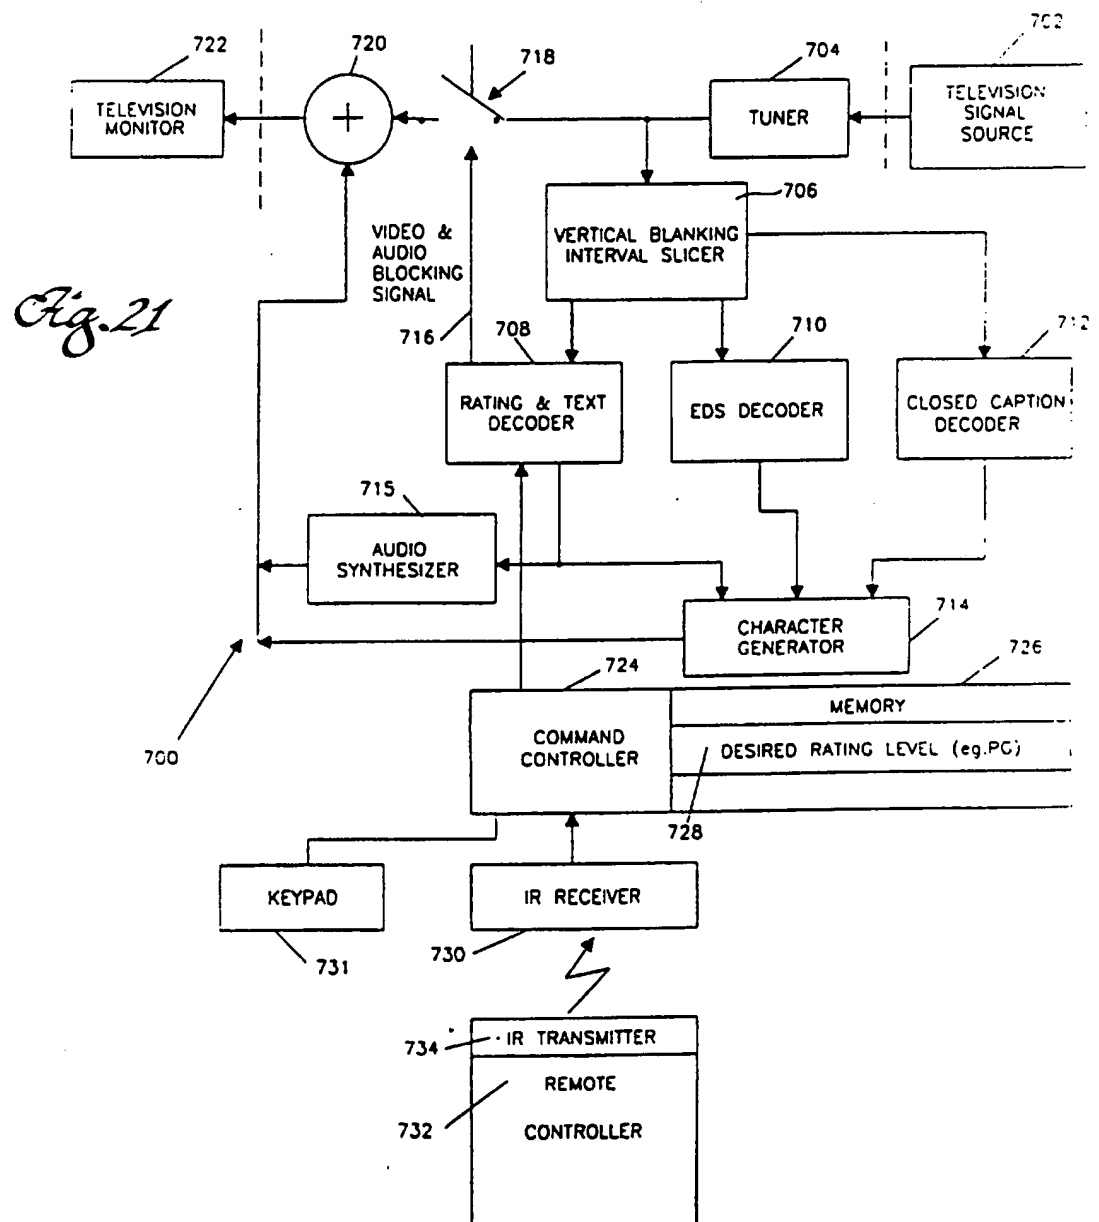 702
722
720
718
704
TELEVISION
MONITOR
+
TUNER
TELEVISION
SIGNAL
SOURCE
706
VERTICAL BLANKING
INTERVAL SLICER
VIDEO &
AUDIO
BLOCKING
SIGNAL
Fig. 21
716
708
710
712
RATING & TEXT
DECODER
EDS DECODER
CLOSED CAPTION
DECODER
715
AUDIO
SYNTHESIZER
CHARACTER
GENERATOR
714
724
726
MEMORY
COMMAND
CONTROLLER
DESIRED RATING LEVEL (eg.PG)
700
728
KEYPAD
IR RECEIVER
731
730
734
IR TRANSMITTER
REMOTE
732
CONTROLLER